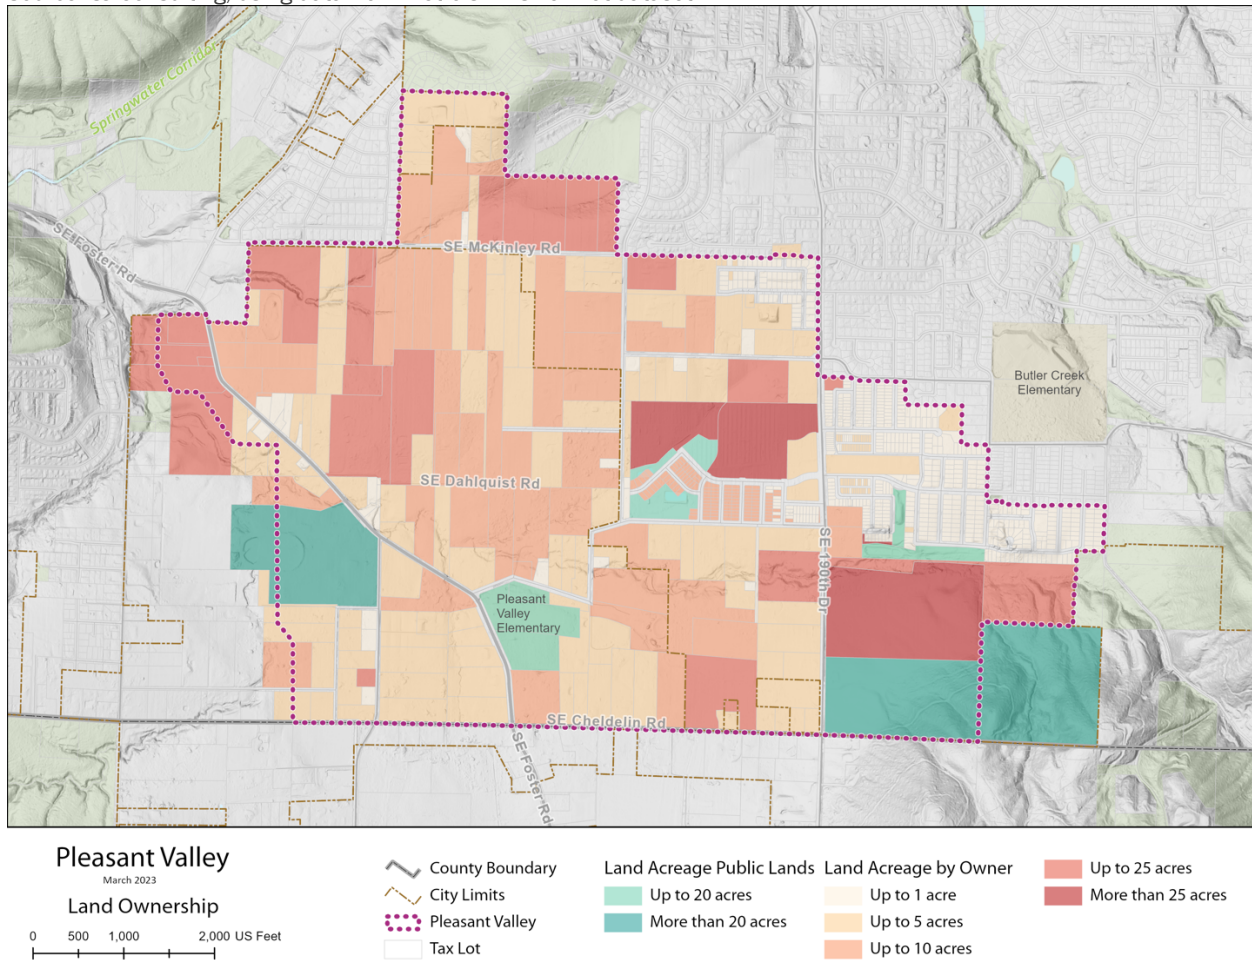 Springwater Corridor
SE Foster Rd
SE McKinley Rd
Butler Creek
Elementary
SE Dahlquist Rd
SE 190th Dr
Pleasant
Valley
Elementary
SE Cheldelin Rd
SE Foster Rd
Pleasant Valley
March 2023
Land Ownership
0 500 1,000 2,000 US Feet
County Boundary
City Limits
Pleasant Valley
Tax Lot
Land Acreage Public Lands
Up to 20 acres
More than 20 acres
Land Acreage by Owner
Up to 1 acre
Up to 5 acres
Up to 10 acres
Up to 25 acres
More than 25 acres